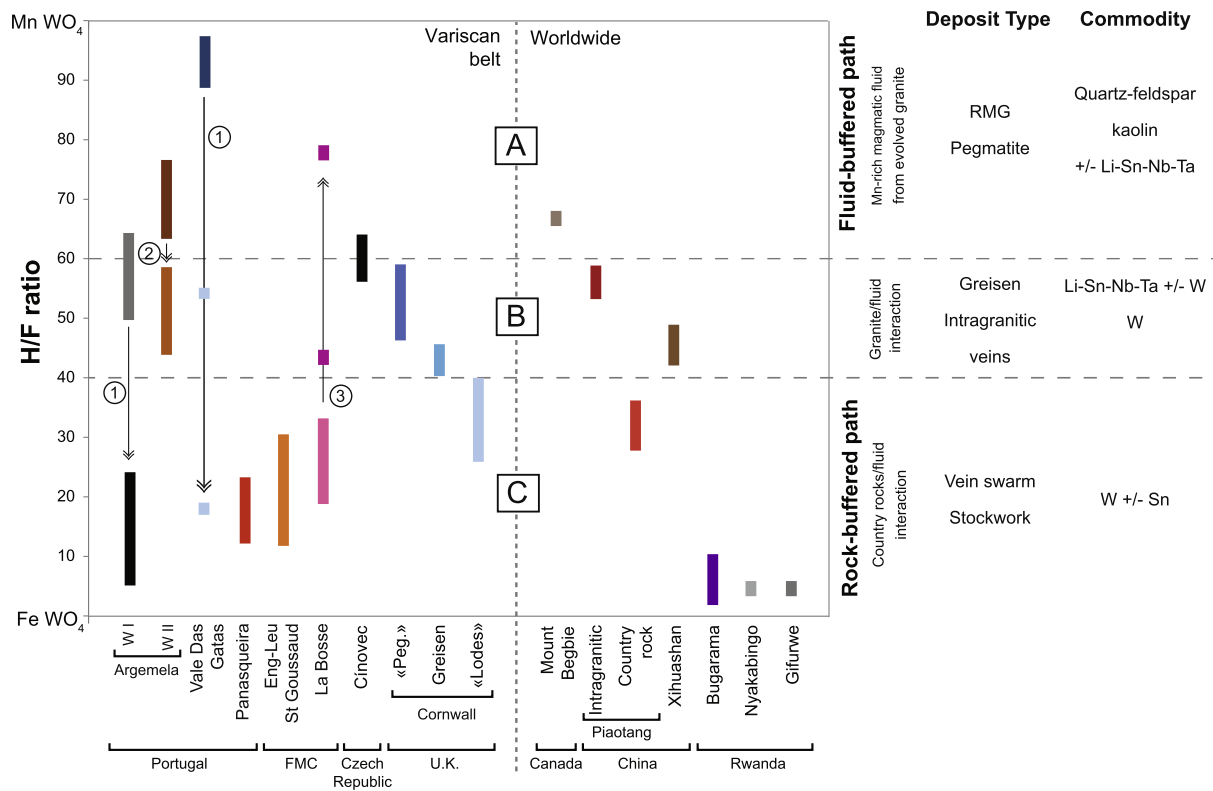 Mn WO4
90
80
70
60
50
40
30
20
10
Fe WO4
H/F ratio
Variscan
belt
Worldwide
A
B
C
1
2
1
3
Deposit Type
Commodity
Fluid-buffered path
Mn-rich magmatic fluid
from evolved granite
RMG
Pegmatite
Quartz-feldspar
kaolin
+/- Li-Sn-Nb-Ta
Granite/fluid
interaction
Greisen
Intragranitic
veins
Li-Sn-Nb-Ta +/- W
W
Rock-buffered path
Country rocks/fluid
interaction
Vein swarm
Stockwork
W +/- Sn
W I
W II
Argemela
Vale Das
Gatas
Panasqueira
Eng-Leu
St Goussaud
La Bosse
Cinovec
«Peg.»
Greisen
«Lodes»
Cornwall
Mount
Begbie
Intragranitic
Country
rock
Piaotang
Xihuashan
Bugarama
Nyakabingo
Gifurwe
Portugal
FMC
Czech
Republic
U.K.
Canada
China
Rwanda